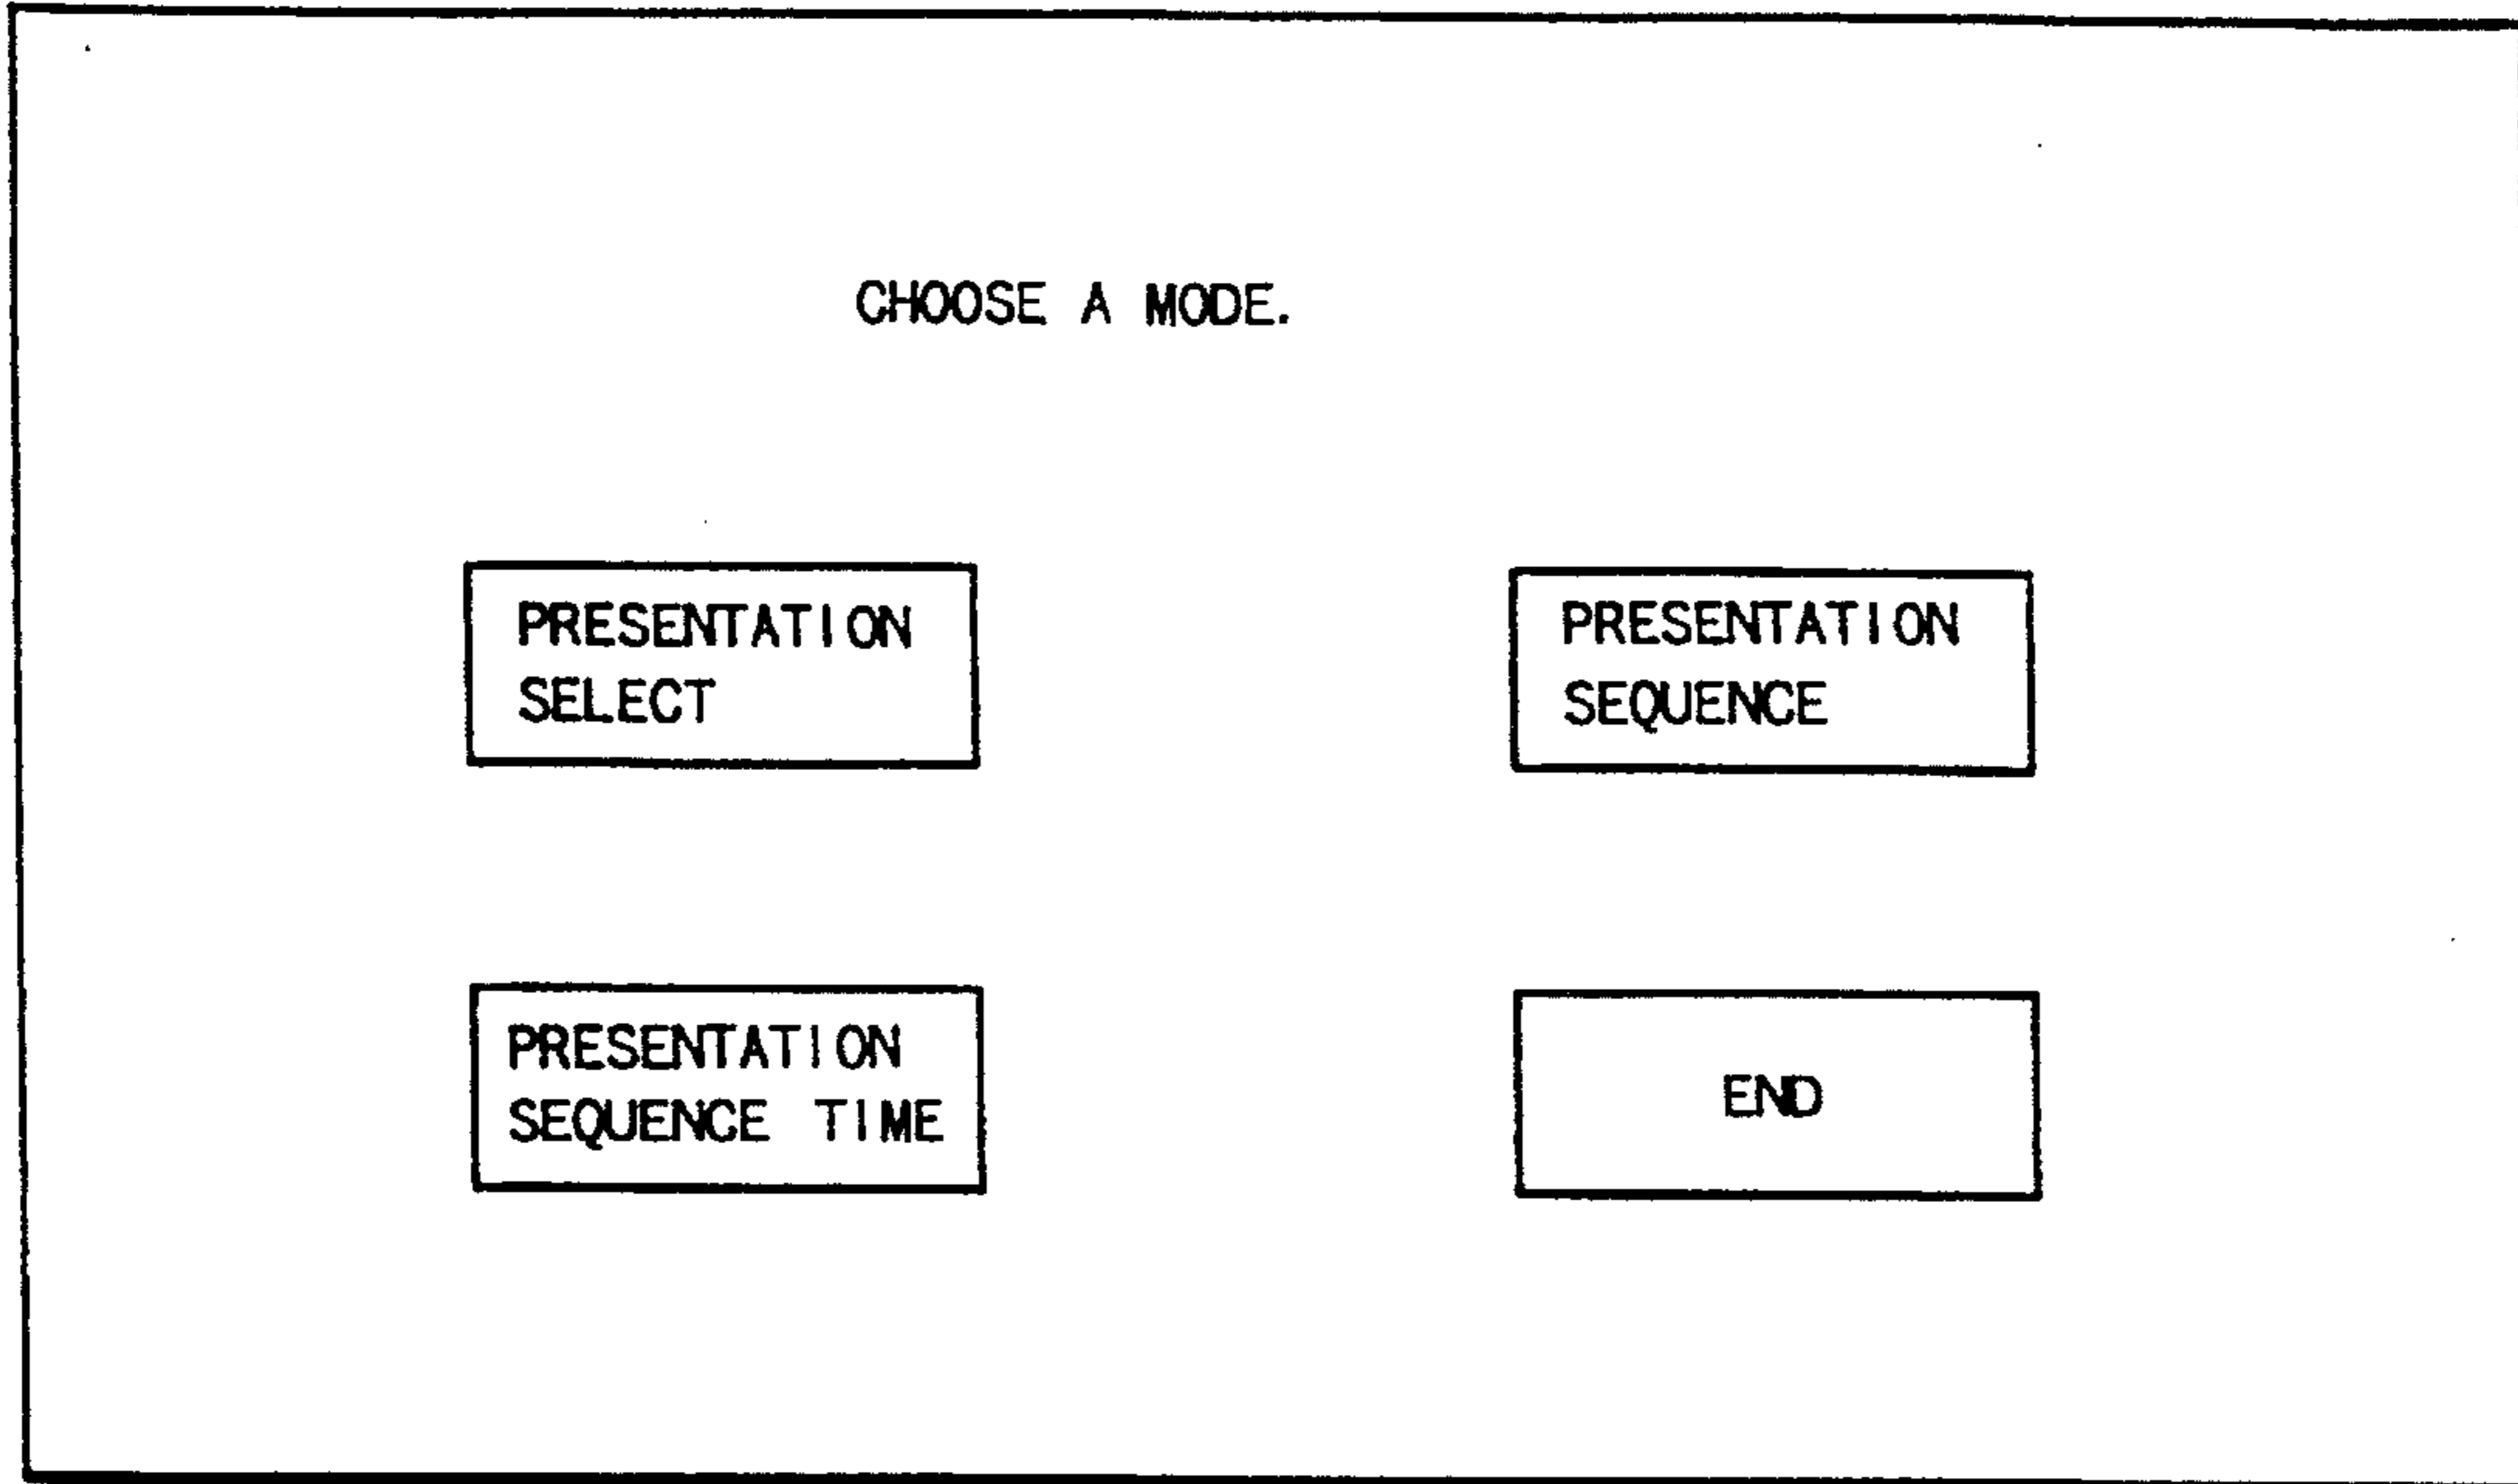 CHOOSE A MODE.
PRESENTATION
SELECT
PRESENTATION
SEQUENCE
PRESENTATION
SEQUENCE TIME
END